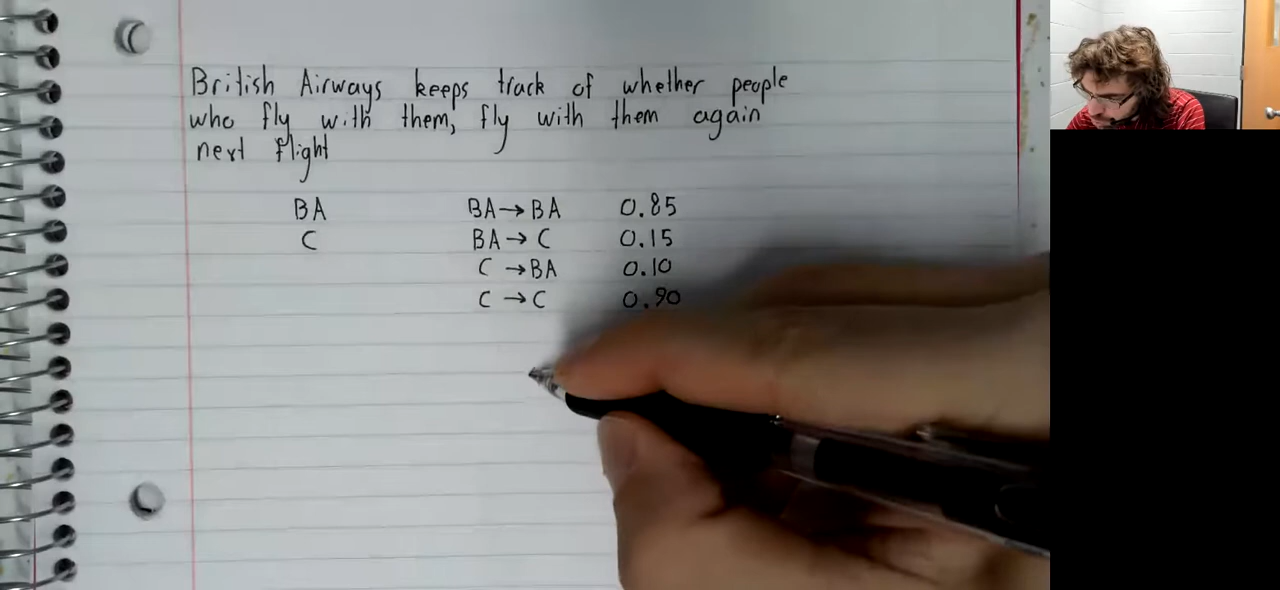 British Airways keeps track of whether people
who fly with them, fly with them again
next flight
BA BA→BA 0.85
C BA→C 0.15
C→BA 0.10
C→C 0.90